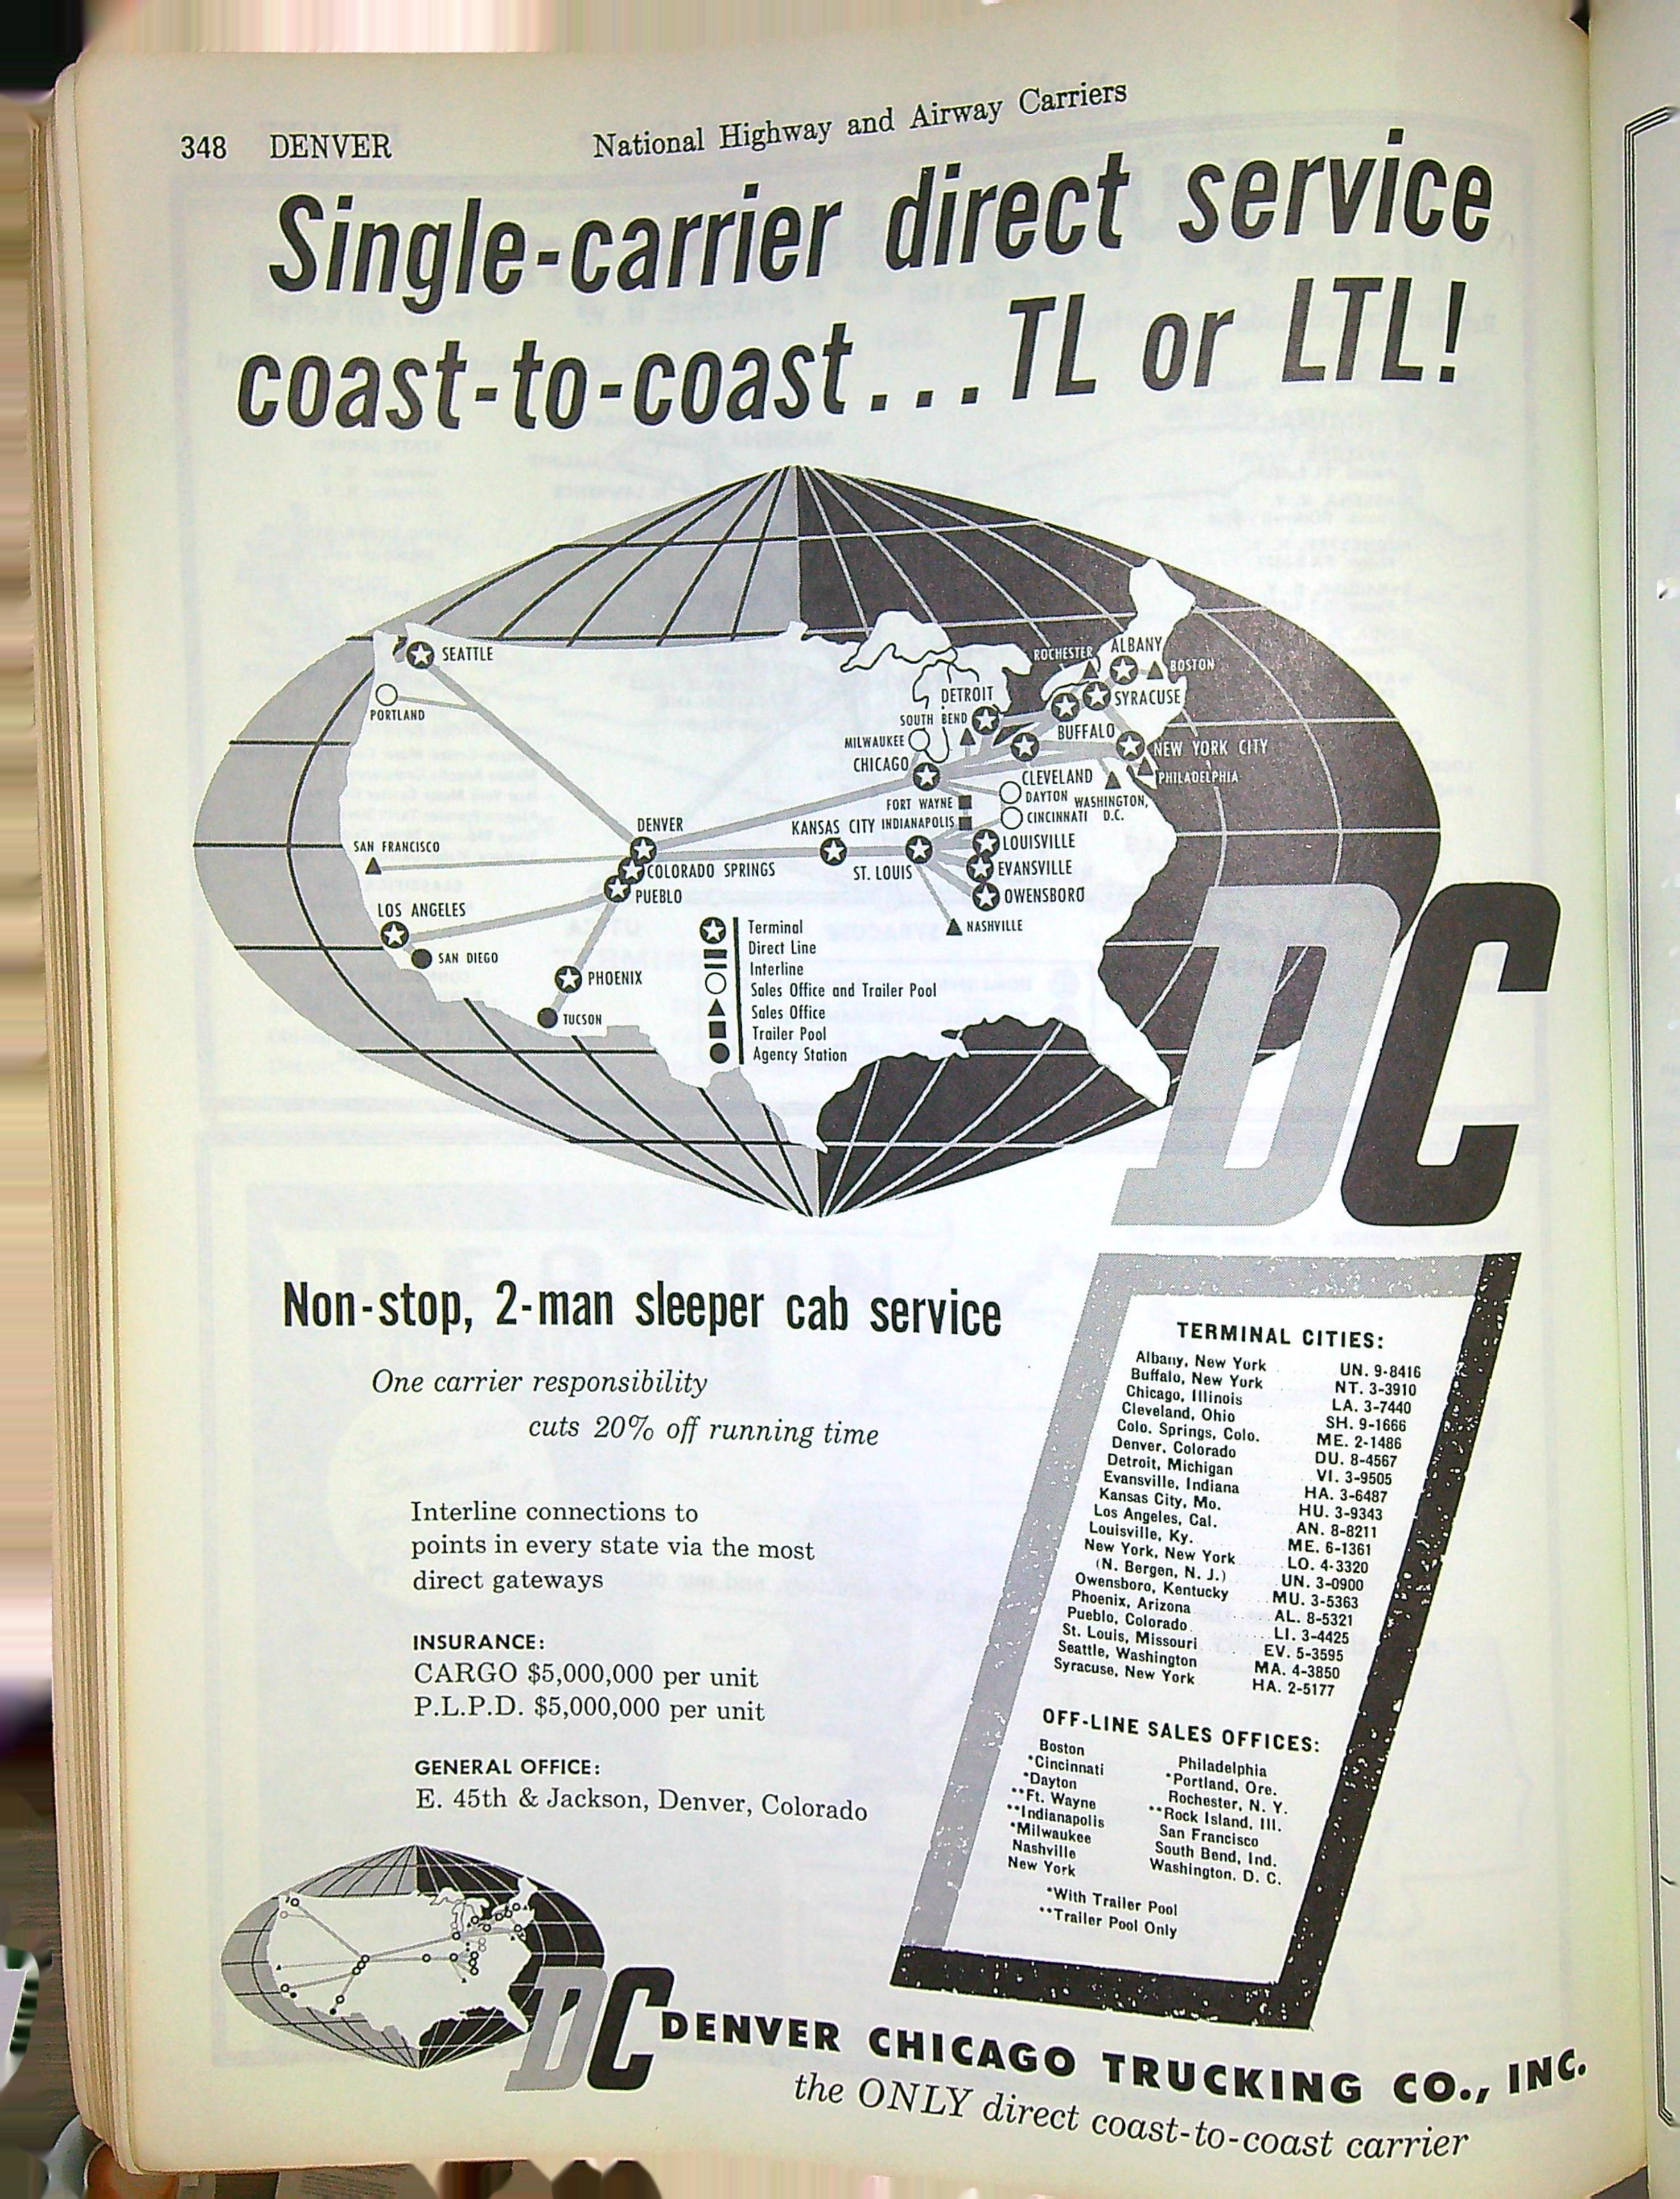 348 DENVER National Highway and Airway Carriers
Single-carrier direct service
coast-to-coast...TL or LTL!
SEATTLE
PORTLAND
SAN FRANCISCO
LOS ANGELES
SAN DIEGO
PHOENIX
TUCSON
DENVER
COLORADO SPRINGS
PUEBLO
KANSAS CITY
ST. LOUIS
ROCHESTER
ALBANY
BOSTON
DETROIT
SYRACUSE
SOUTH BEND
BUFFALO
MILWAUKEE
NEW YORK CITY
CHICAGO
CLEVELAND
PHILADELPHIA
DAYTON
WASHINGTON,
D.C.
FORT WAYNE
INDIANAPOLIS
CINCINNATI
LOUISVILLE
EVANSVILLE
OWENSBORO
NASHVILLE
Terminal
Direct Line
Interline
Sales Office and Trailer Pool
Sales Office
Trailer Pool
Agency Station
DC
Non-stop, 2-man sleeper cab service
One carrier responsibility
cuts 20% off running time
Interline connections to
points in every state via the most
direct gateways
INSURANCE:
CARGO $5,000,000 per unit
P.L.P.D. $5,000,000 per unit
GENERAL OFFICE:
E. 45th & Jackson, Denver, Colorado
TERMINAL CITIES:
Albany, New York UN. 9-8416
Buffalo, New York NT. 3-3910
Chicago, Illinois LA. 3-7440
Cleveland, Ohio SH. 9-1666
Colo. Springs, Colo. ME. 2-1486
Denver, Colorado DU. 8-4567
Detroit, Michigan VI. 3-9505
Evansville, Indiana HA. 3-6487
Kansas City, Mo. HU. 3-9343
Los Angeles, Cal. AN. 8-8211
Louisville, Ky. ME. 6-1361
New York, New York LO. 4-3320
(N. Bergen, N. J.) UN. 3-0900
Owensboro, Kentucky MU. 3-5363
Phoenix, Arizona AL. 8-5321
Pueblo, Colorado LI. 3-4425
St. Louis, Missouri EV. 5-3595
Seattle, Washington MA. 4-3850
Syracuse, New York HA. 2-5177
OFF-LINE SALES OFFICES:
Boston
*Cincinnati
*Dayton
**Ft. Wayne
**Indianapolis
*Milwaukee
Nashville
New York
Philadelphia
*Portland, Ore.
Rochester, N. Y.
**Rock Island, Ill.
San Francisco
South Bend, Ind.
Washington, D. C.
*With Trailer Pool
**Trailer Pool Only
DC DENVER CHICAGO TRUCKING CO., INC.
the ONLY direct coast-to-coast carrier